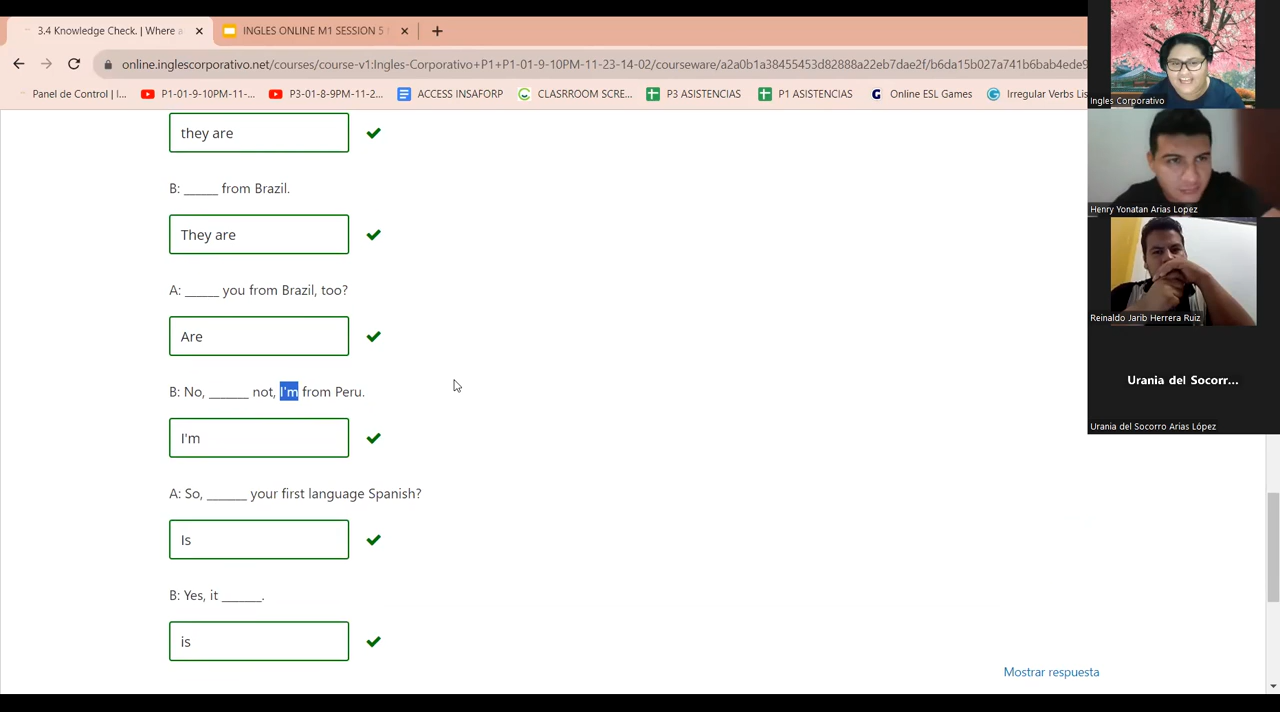 3.4 Knowledge Check. | Where a
INGLES ONLINE M1 SESSION 5
online.inglescorporativo.net/courses/course-v1:Ingles-Corporativo+P1+P1-01-9-10PM-11-23-14-02/courseware/a2a0b1a38455453d82888a22eb7dae2f/b6da15b027a741b6bab4ede9
Panel de Control | I...
P1-01-9-10PM-11-...
P3-01-8-9PM-11-2...
ACCESS INSAFORP
CLASRROOM SCRE...
P3 ASISTENCIAS
P1 ASISTENCIAS
Online ESL Games
Irregular Verbs Lis
they are
B: _____ from Brazil.
They are
A: _____ you from Brazil, too?
Are
B: No, ______ not, I'm from Peru.
I'm
A: So, ______ your first language Spanish?
Is
B: Yes, it ______.
is
Mostrar respuesta
Ingles Corporativo
Henry Yonatan Arias Lopez
Reinaldo Jarib Herrera Ruiz
Urania del Socorr...
Urania del Socorro Arias López